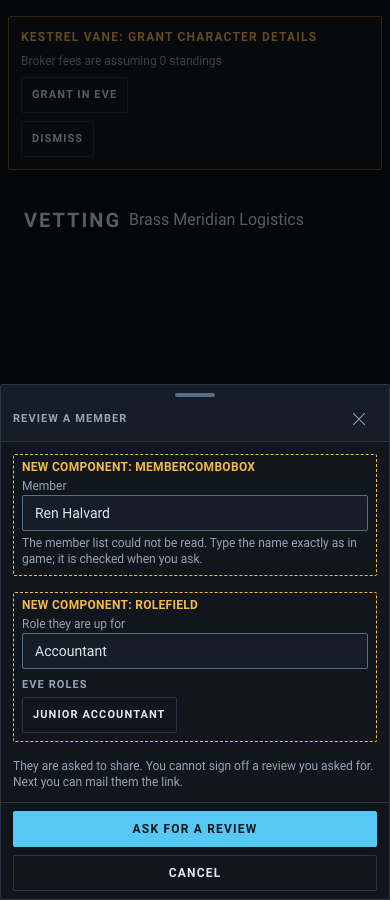 KESTREL VANE: GRANT CHARACTER DETAILS
Broker fees are assuming 0 standings
GRANT IN EVE
DISMISS
VETTING Brass Meridian Logistics
REVIEW A MEMBER
NEW COMPONENT: MEMBERCOMBOBOX
Member
Ren Halvard
The member list could not be read. Type the name exactly as in
game; it is checked when you ask.
NEW COMPONENT: ROLEFIELD
Role they are up for
Accountant
EVE ROLES
JUNIOR ACCOUNTANT
They are asked to share. You cannot sign off a review you asked for.
Next you can mail them the link.
ASK FOR A REVIEW
CANCEL